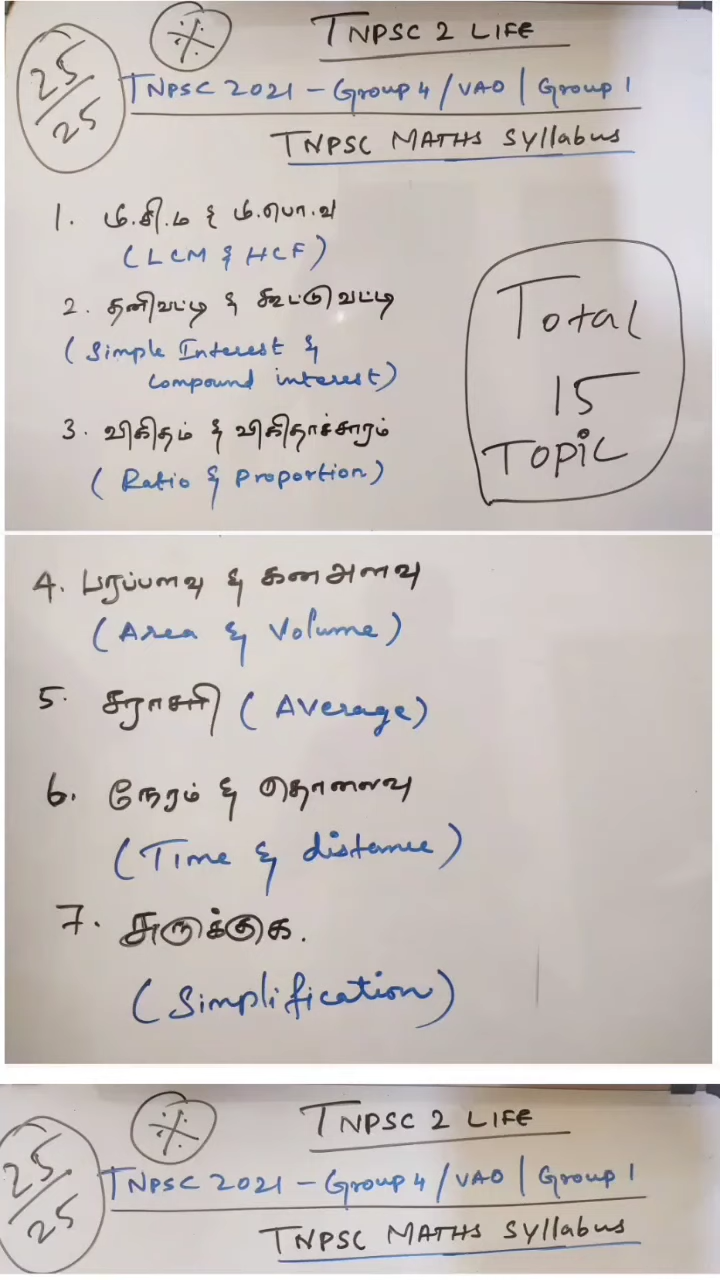 25/25
TNPSC 2 LIFE
TNPSC 2021 - Group 4 / VAO | Group 1
TNPSC MATHS Syllabus
1. மீ.சி.ம & மீ.பொ.வ
(LCM & HCF)
2. தனிவட்டி & கூட்டு வட்டி
(Simple Interest &
Compound interest)
3. விகிதம் & விகிதாச்சாரம்
(Ratio & Proportion)
Total
15
Topic
4. பரப்பளவு & கனஅளவு
(Area & Volume)
5. சராசரி (Average)
6. நேரம் & தொலைவு
(Time & distance)
7. சுருக்குக.
(Simplification)
25/25
TNPSC 2 LIFE
TNPSC 2021 - Group 4 / VAO | Group 1
TNPSC MATHS Syllabus